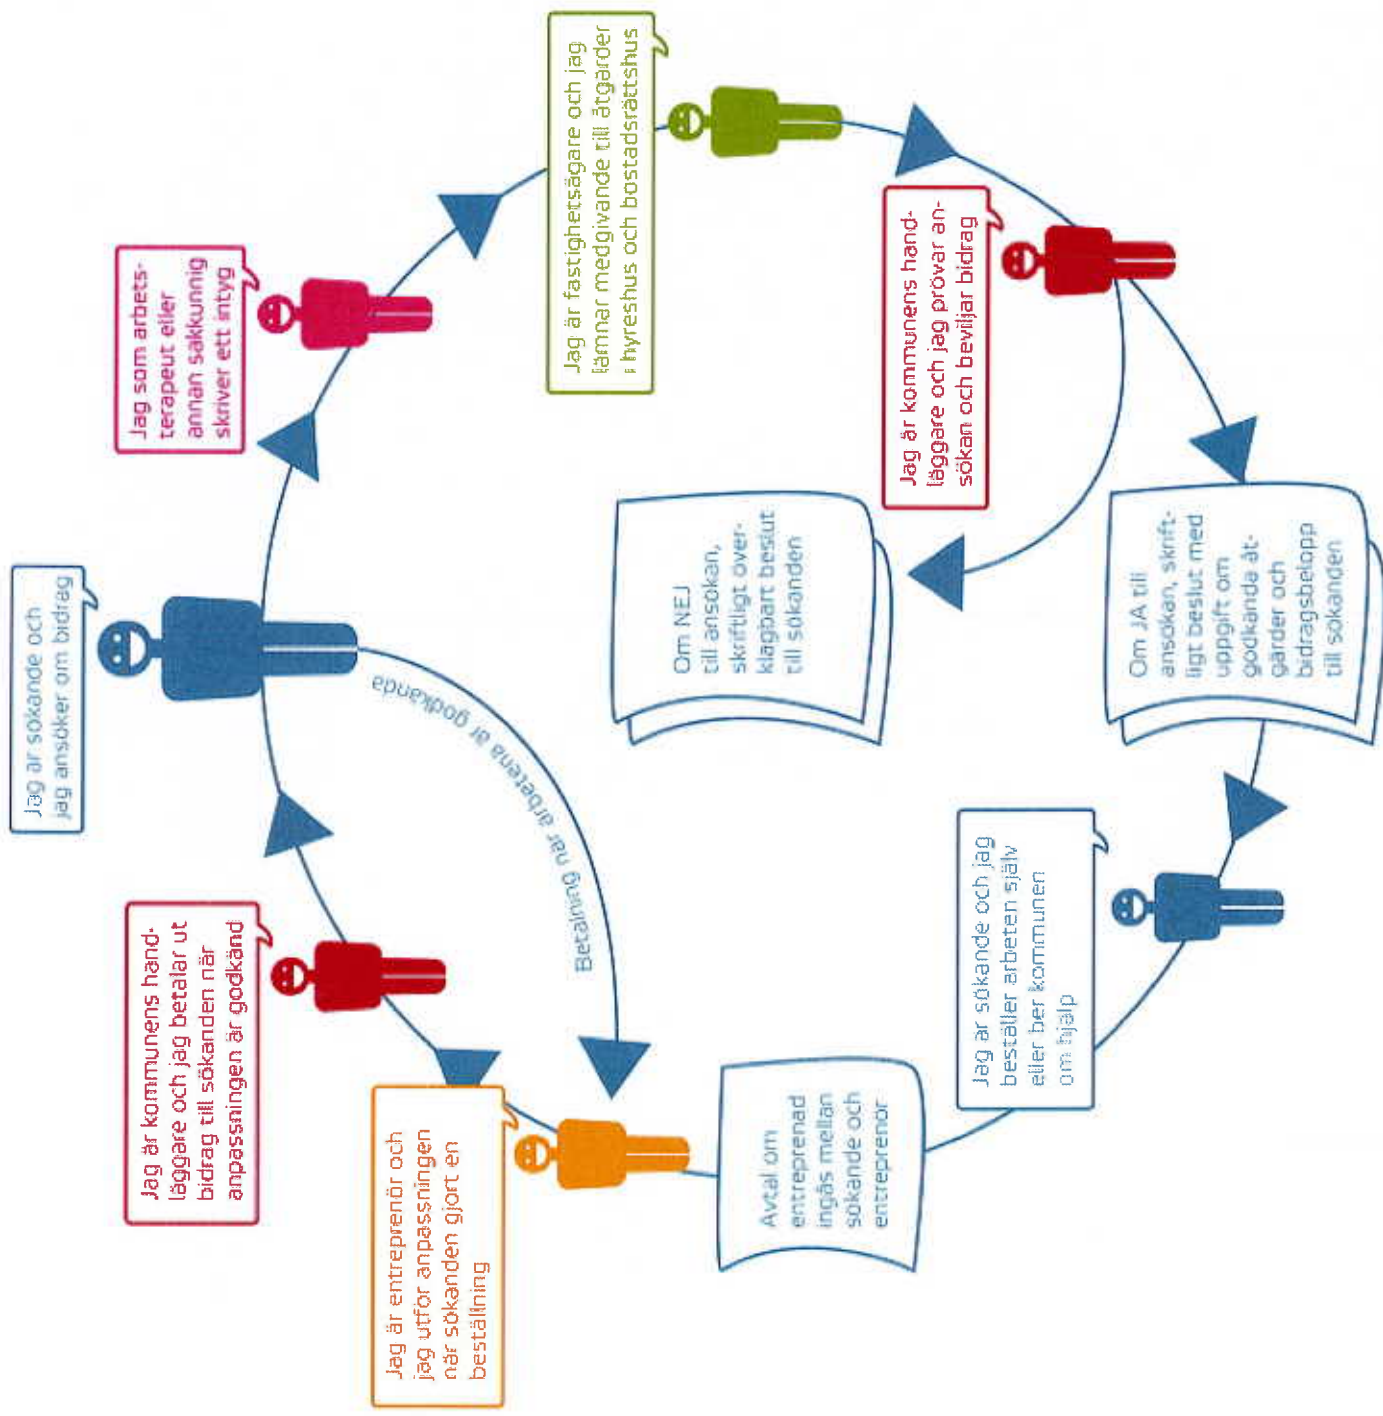 Jag är sökande och
jag ansöker om bidrag
Jag som arbets-
terapeut eller
annan sakkunnig
skriver ett intyg
Jag är fastighetsägare och jag
lämnar medgivande till åtgärder
i hyreshus och bostadsrättshus
Jag är kommunens hand-
läggare och jag prövar an-
sökan och beviljar bidrag
Om NEJ
till ansökan,
skriftligt över-
klagbart beslut
till sökanden
Om JA till
ansökan, skrift-
ligt beslut med
uppgift om
godkända åt-
gärder och
bidragsbelopp
till sökanden
Jag är sökande och jag
beställer arbeten själv
eller ber kommunen
om hjälp
Avtal om
entreprenad
ingås mellan
sökande och
entreprenör
Jag är entreprenör och
jag utför anpassningen
när sökanden gjort en
beställning
Betalning när arbetena är godkända
Jag är kommunens hand-
läggare och jag betalar ut
bidrag till sökanden när
anpassningen är godkänd